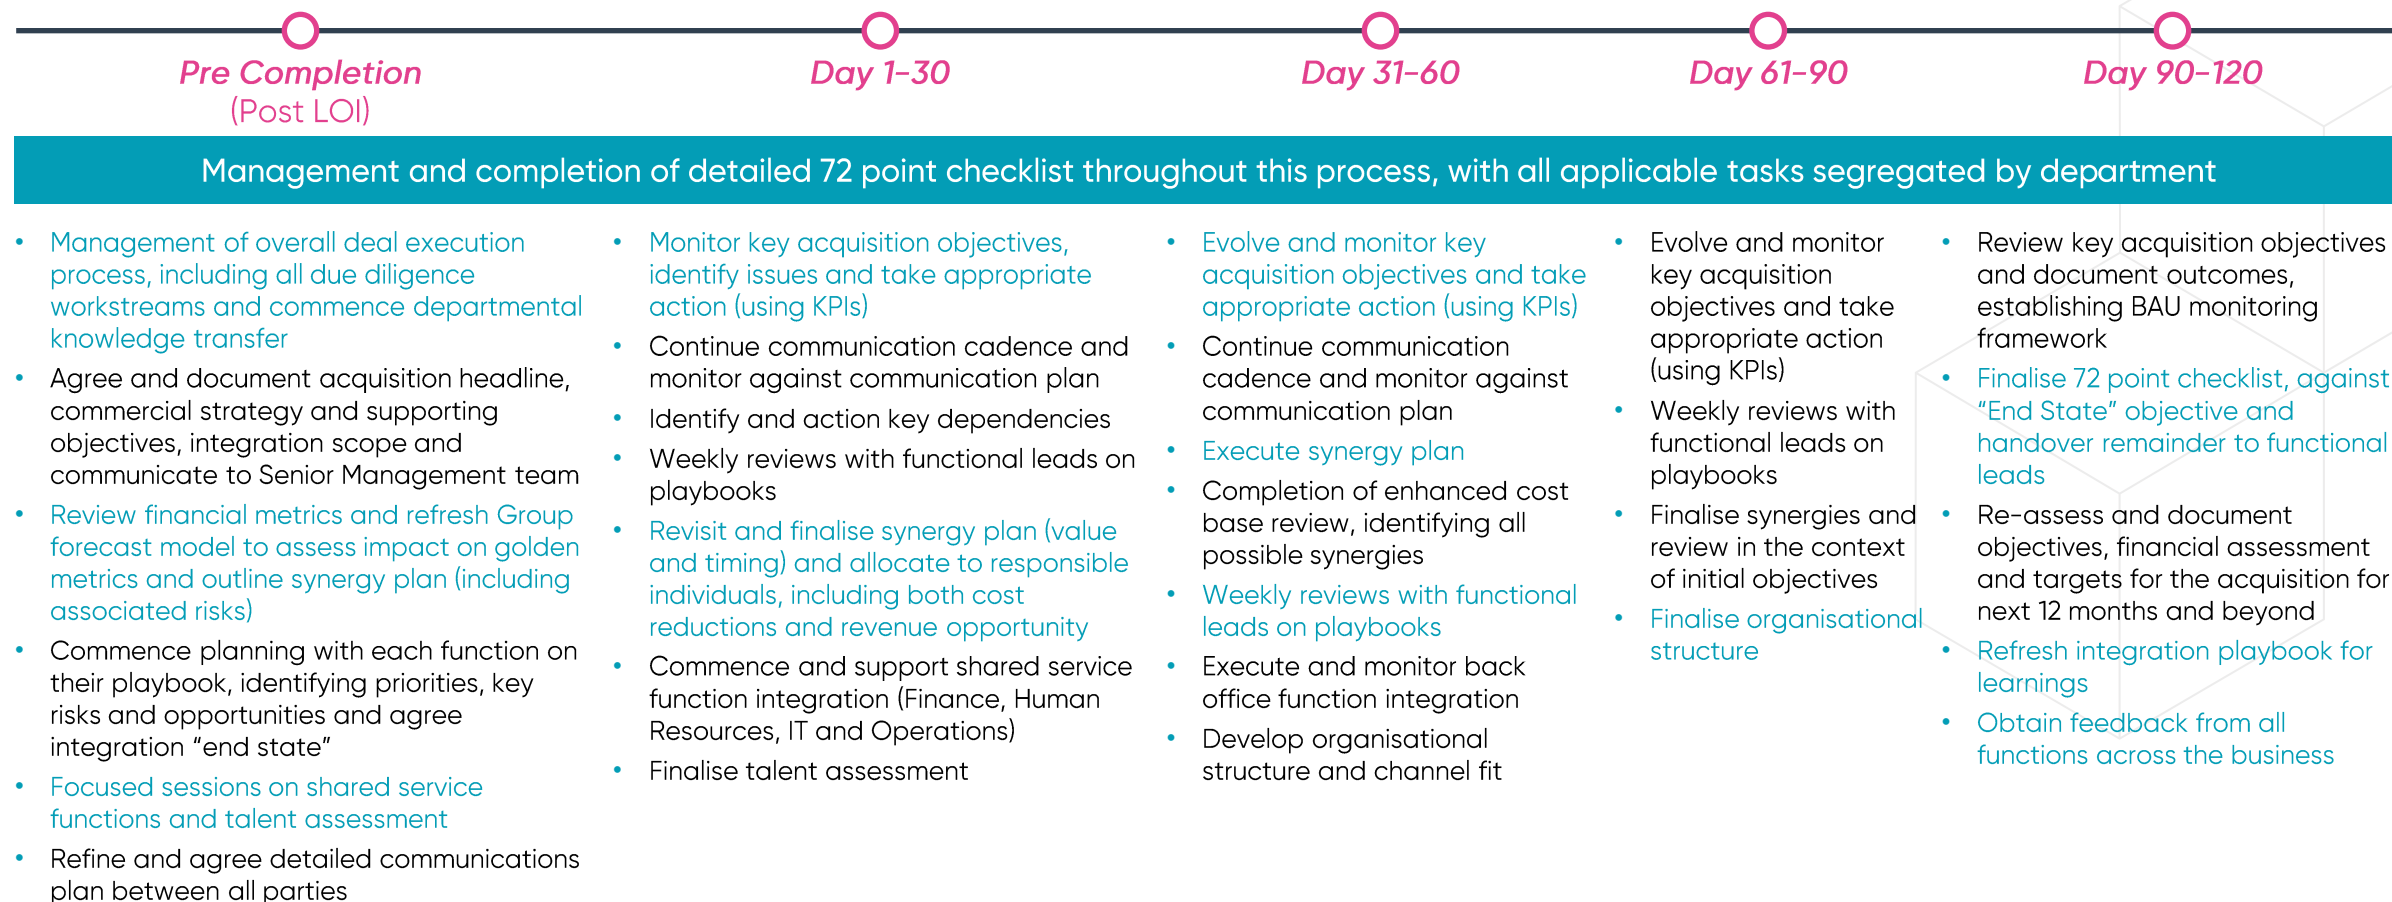 Pre Completion
(Post LOI)
Day 1-30
Day 31-60
Day 61-90
Day 90-120
Management and completion of detailed 72 point checklist throughout this process, with all applicable tasks segregated by department
• Management of overall deal execution
process, including all due diligence
workstreams and commence departmental
knowledge transfer
• Agree and document acquisition headline,
commercial strategy and supporting
objectives, integration scope and
communicate to Senior Management team
• Review financial metrics and refresh Group
forecast model to assess impact on golden
metrics and outline synergy plan (including
associated risks)
• Commence planning with each function on
their playbook, identifying priorities, key
risks and opportunities and agree
integration “end state”
• Focused sessions on shared service
functions and talent assessment
• Refine and agree detailed communications
plan between all parties
• Monitor key acquisition objectives,
identify issues and take appropriate
action (using KPIs)
• Continue communication cadence and
monitor against communication plan
• Identify and action key dependencies
• Weekly reviews with functional leads on
playbooks
• Revisit and finalise synergy plan (value
and timing) and allocate to responsible
individuals, including both cost
reductions and revenue opportunity
• Commence and support shared service
function integration (Finance, Human
Resources, IT and Operations)
• Finalise talent assessment
• Evolve and monitor key
acquisition objectives and take
appropriate action (using KPIs)
• Continue communication
cadence and monitor against
communication plan
• Execute synergy plan
• Completion of enhanced cost
base review, identifying all
possible synergies
• Weekly reviews with functional
leads on playbooks
• Execute and monitor back
office function integration
• Develop organisational
structure and channel fit
• Evolve and monitor
key acquisition
objectives and take
appropriate action
(using KPIs)
• Weekly reviews with
functional leads on
playbooks
• Finalise synergies and
review in the context
of initial objectives
• Finalise organisational
structure
• Review key acquisition objectives
and document outcomes,
establishing BAU monitoring
framework
• Finalise 72 point checklist, against
“End State” objective and
handover remainder to functional
leads
• Re-assess and document
objectives, financial assessment
and targets for the acquisition for
next 12 months and beyond
• Refresh integration playbook for
learnings
• Obtain feedback from all
functions across the business